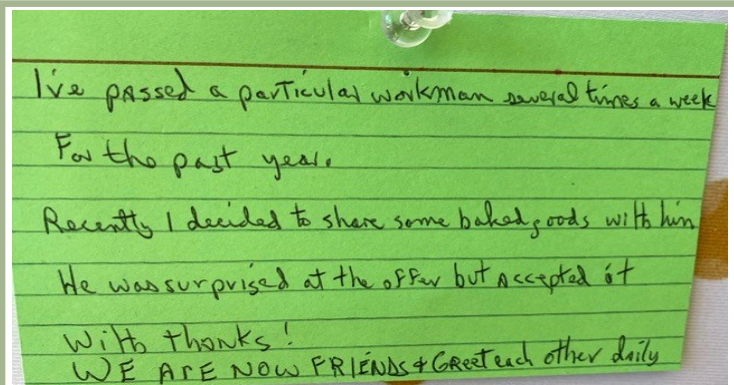 I've passed a particular workman several times a week
For the past year.
Recently I decided to share some baked goods with him
He was surprised at the offer but accepted it
With thanks!
WE ARE NOW FRIENDS & GREET each other daily